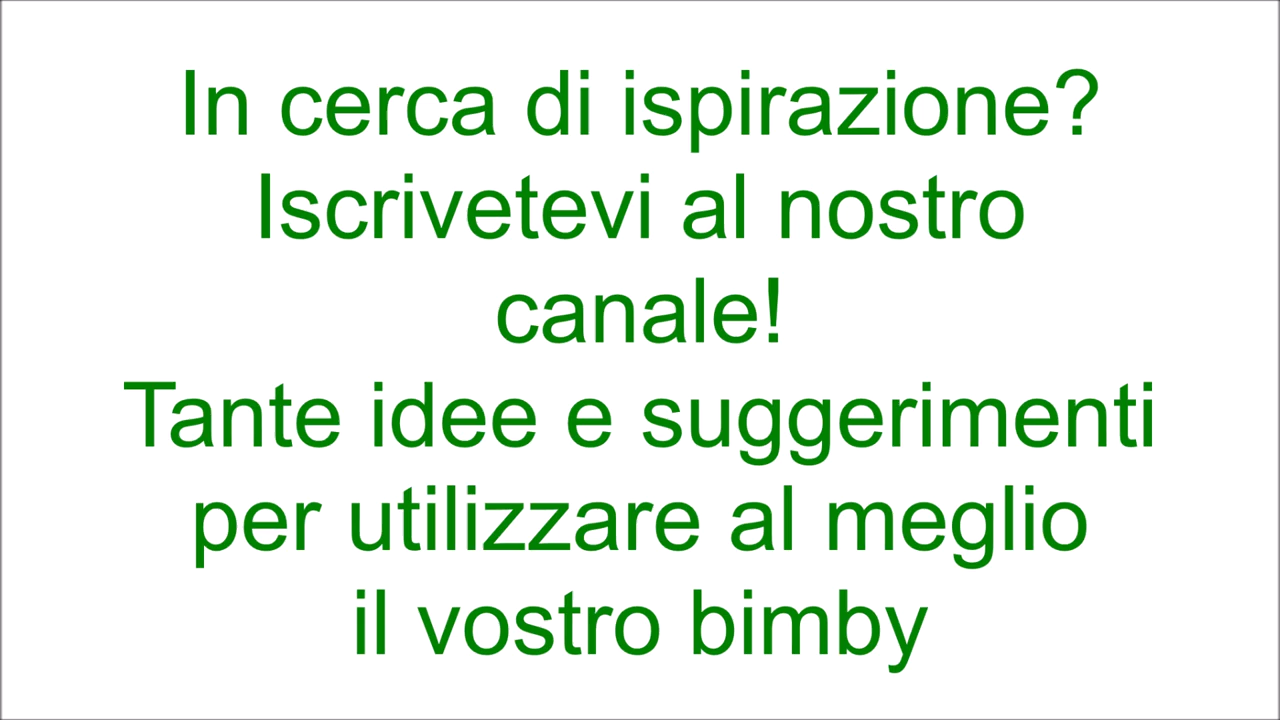 In cerca di ispirazione?
Iscrivetevi al nostro
canale!
Tante idee e suggerimenti
per utilizzare al meglio
il vostro bimby